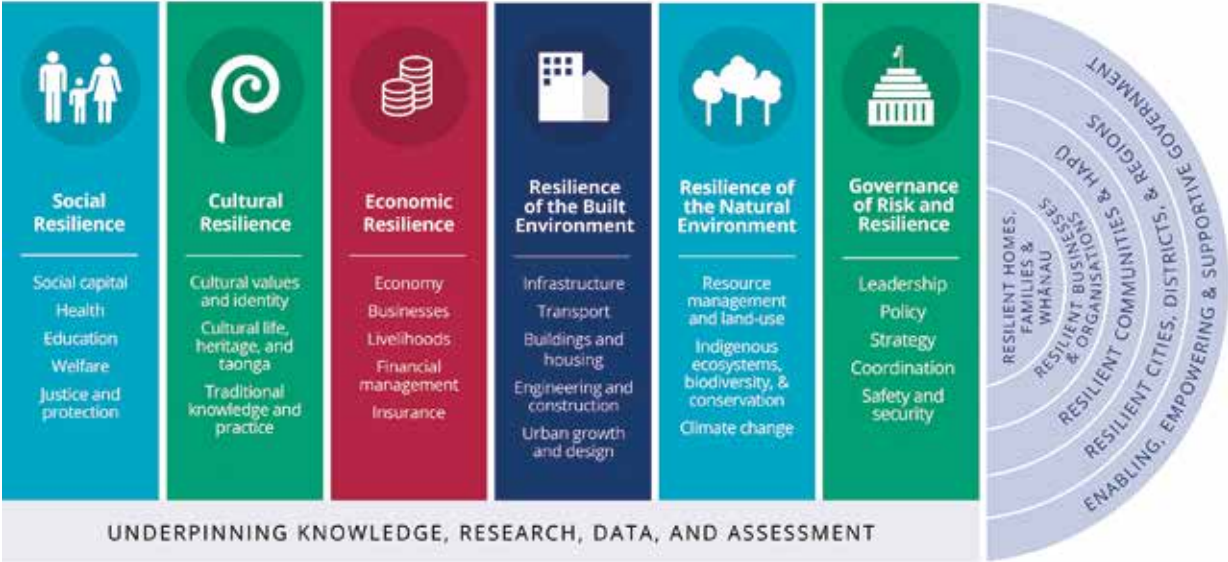 Social
Resilience
Social capital
Health
Education
Welfare
Justice and
protection
Cultural
Resilience
Cultural values
and identity
Cultural life,
heritage, and
taonga
Traditional
knowledge and
practice
Economic
Resilience
Economy
Businesses
Livelihoods
Financial
management
Insurance
Resilience
of the Built
Environment
Infrastructure
Transport
Buildings and
housing
Engineering and
construction
Urban growth
and design
Resilience of
the Natural
Environment
Resource
management
and land-use
Indigenous
ecosystems,
biodiversity, &
conservation
Climate change
Governance
of Risk and
Resilience
Leadership
Policy
Strategy
Coordination
Safety and
security
RESILIENT HOMES,
FAMILIES &
WHĀNAU
RESILIENT BUSINESSES
& ORGANISATIONS
RESILIENT COMMUNITIES & HAPŪ
RESILIENT CITIES, DISTRICTS, & REGIONS
ENABLING, EMPOWERING & SUPPORTIVE GOVERNMENT
UNDERPINNING KNOWLEDGE, RESEARCH, DATA, AND ASSESSMENT